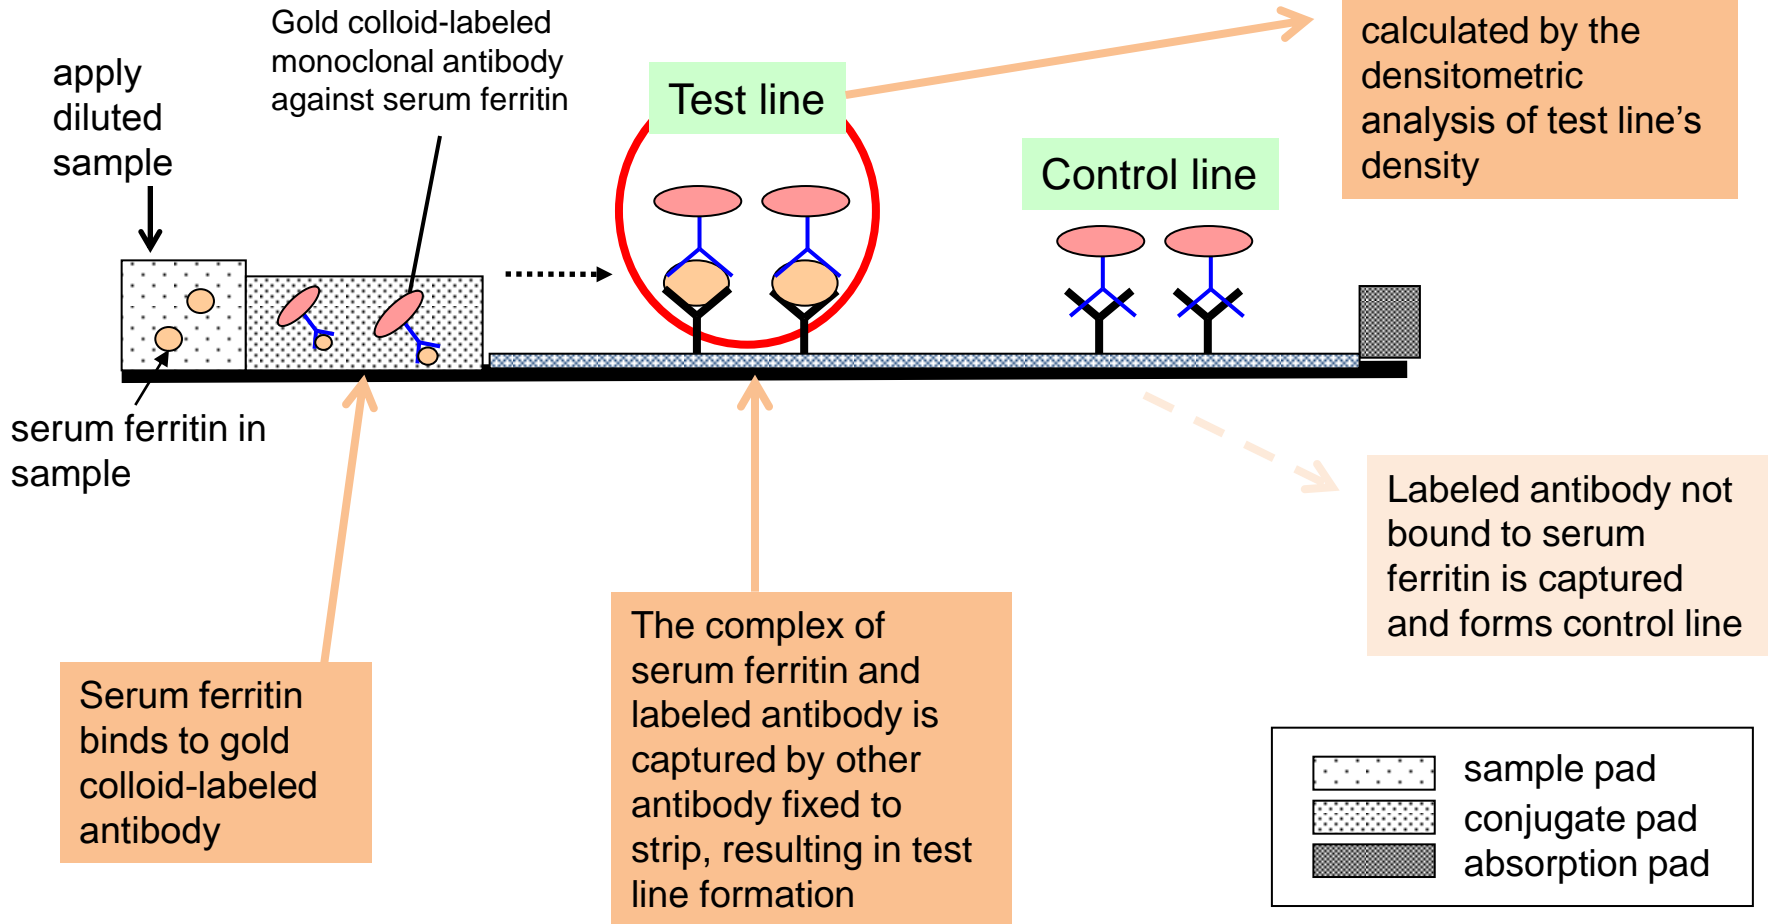 Gold colloid-labeled
monoclonal antibody
against serum ferritin
apply
diluted
sample
Test line
Control line
calculated by the
densitometric
analysis of test line’s
density
serum ferritin in
sample
Labeled antibody not
bound to serum
ferritin is captured
and forms control line
Serum ferritin
binds to gold
colloid-labeled
antibody
The complex of
serum ferritin and
labeled antibody is
captured by other
antibody fixed to
strip, resulting in test
line formation
sample pad
conjugate pad
absorption pad